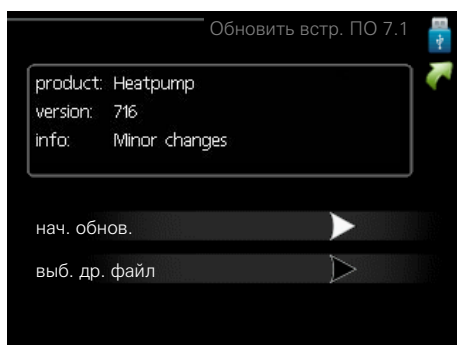 Обновить встр. ПО 7.1
product: Heatpump
version: 716
info: Minor changes
нач. обнов.
выб. др. файл